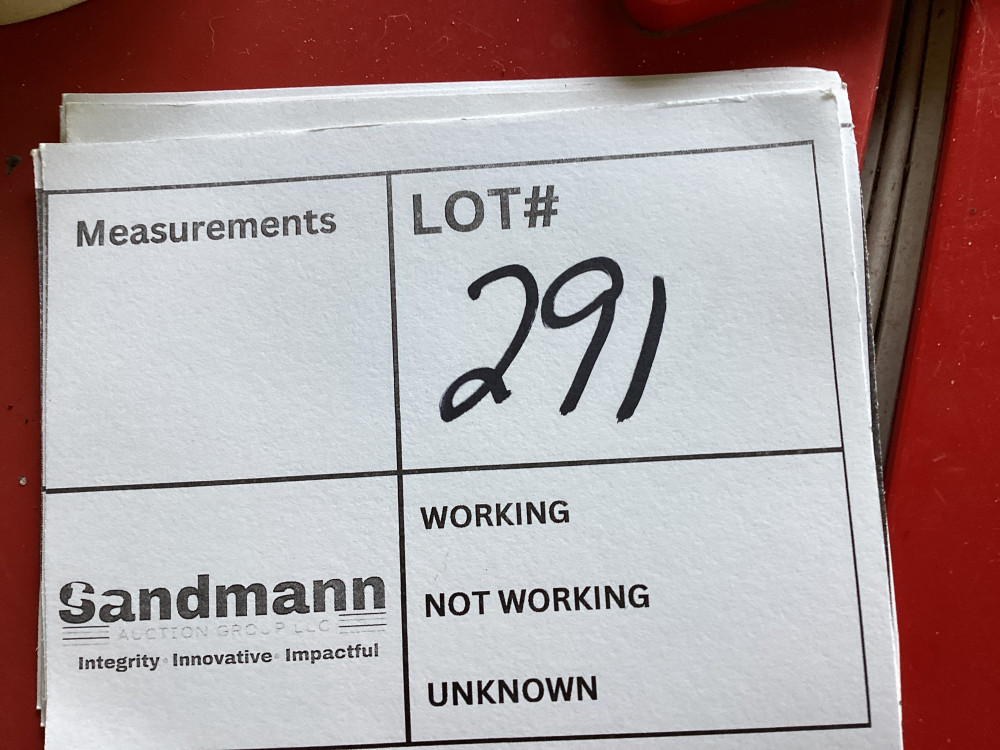 Measurements
LOT#
291
WORKING
NOT WORKING
UNKNOWN
Sandmann
AUCTION GROUP LLC
Integrity · Innovative · Impactful